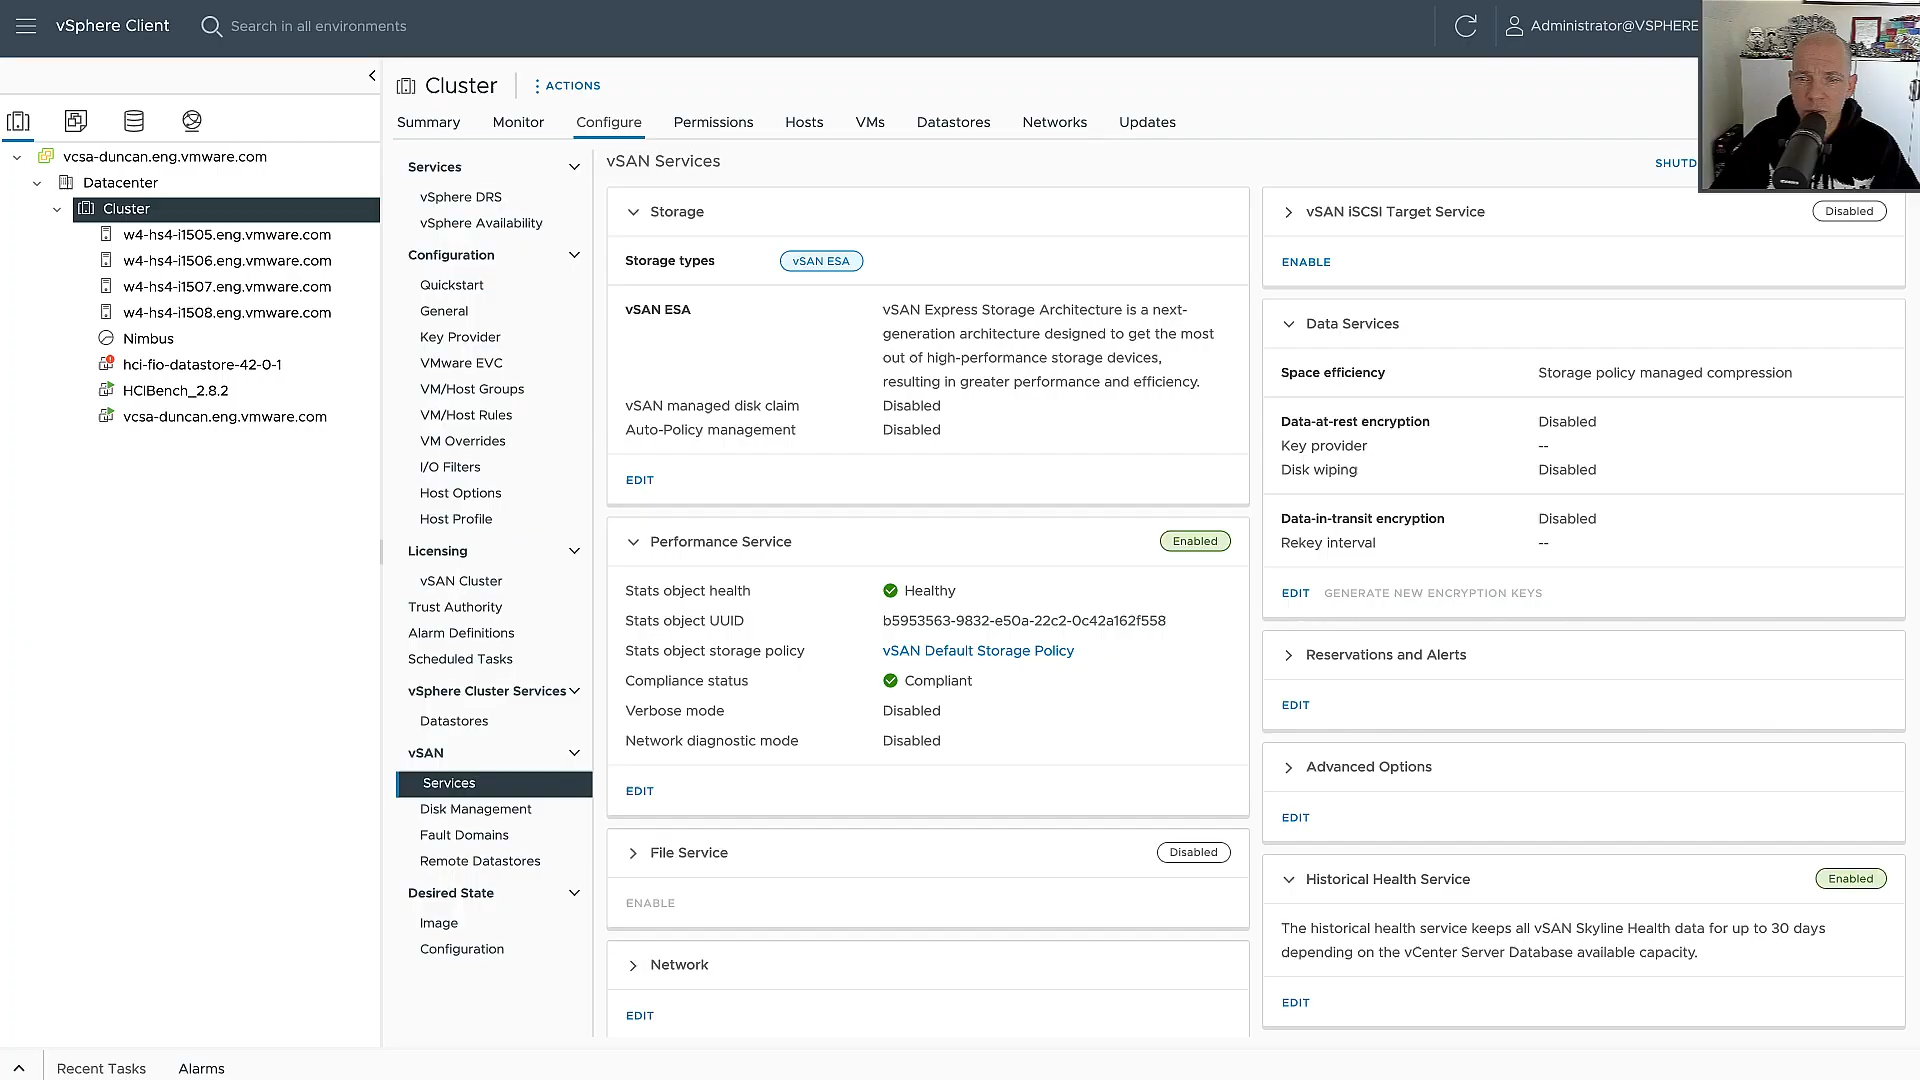 vSphere Client
Search in all environments
Administrator@VSPHERE
vcsa-duncan.eng.vmware.com
Datacenter
Cluster
w4-hs4-i1505.eng.vmware.com
w4-hs4-i1506.eng.vmware.com
w4-hs4-i1507.eng.vmware.com
w4-hs4-i1508.eng.vmware.com
Nimbus
hci-fio-datastore-42-0-1
HCIBench_2.8.2
vcsa-duncan.eng.vmware.com
Cluster
ACTIONS
Summary Monitor Configure Permissions Hosts VMs Datastores Networks Updates
Services
vSphere DRS
vSphere Availability
Configuration
Quickstart
General
Key Provider
VMware EVC
VM/Host Groups
VM/Host Rules
VM Overrides
I/O Filters
Host Options
Host Profile
Licensing
vSAN Cluster
Trust Authority
Alarm Definitions
Scheduled Tasks
vSphere Cluster Services
Datastores
vSAN
Services
Disk Management
Fault Domains
Remote Datastores
Desired State
Image
Configuration
vSAN Services
SHUTD
Storage
Storage types vSAN ESA
vSAN ESA vSAN Express Storage Architecture is a next-
generation architecture designed to get the most
out of high-performance storage devices,
resulting in greater performance and efficiency.
vSAN managed disk claim Disabled
Auto-Policy management Disabled
EDIT
Performance Service Enabled
Stats object health Healthy
Stats object UUID b5953563-9832-e50a-22c2-0c42a162f558
Stats object storage policy vSAN Default Storage Policy
Compliance status Compliant
Verbose mode Disabled
Network diagnostic mode Disabled
EDIT
File Service Disabled
ENABLE
Network
EDIT
vSAN iSCSI Target Service Disabled
ENABLE
Data Services
Space efficiency Storage policy managed compression
Data-at-rest encryption Disabled
Key provider --
Disk wiping Disabled
Data-in-transit encryption Disabled
Rekey interval --
EDIT GENERATE NEW ENCRYPTION KEYS
Reservations and Alerts
EDIT
Advanced Options
EDIT
Historical Health Service Enabled
The historical health service keeps all vSAN Skyline Health data for up to 30 days
depending on the vCenter Server Database available capacity.
EDIT
Recent Tasks Alarms